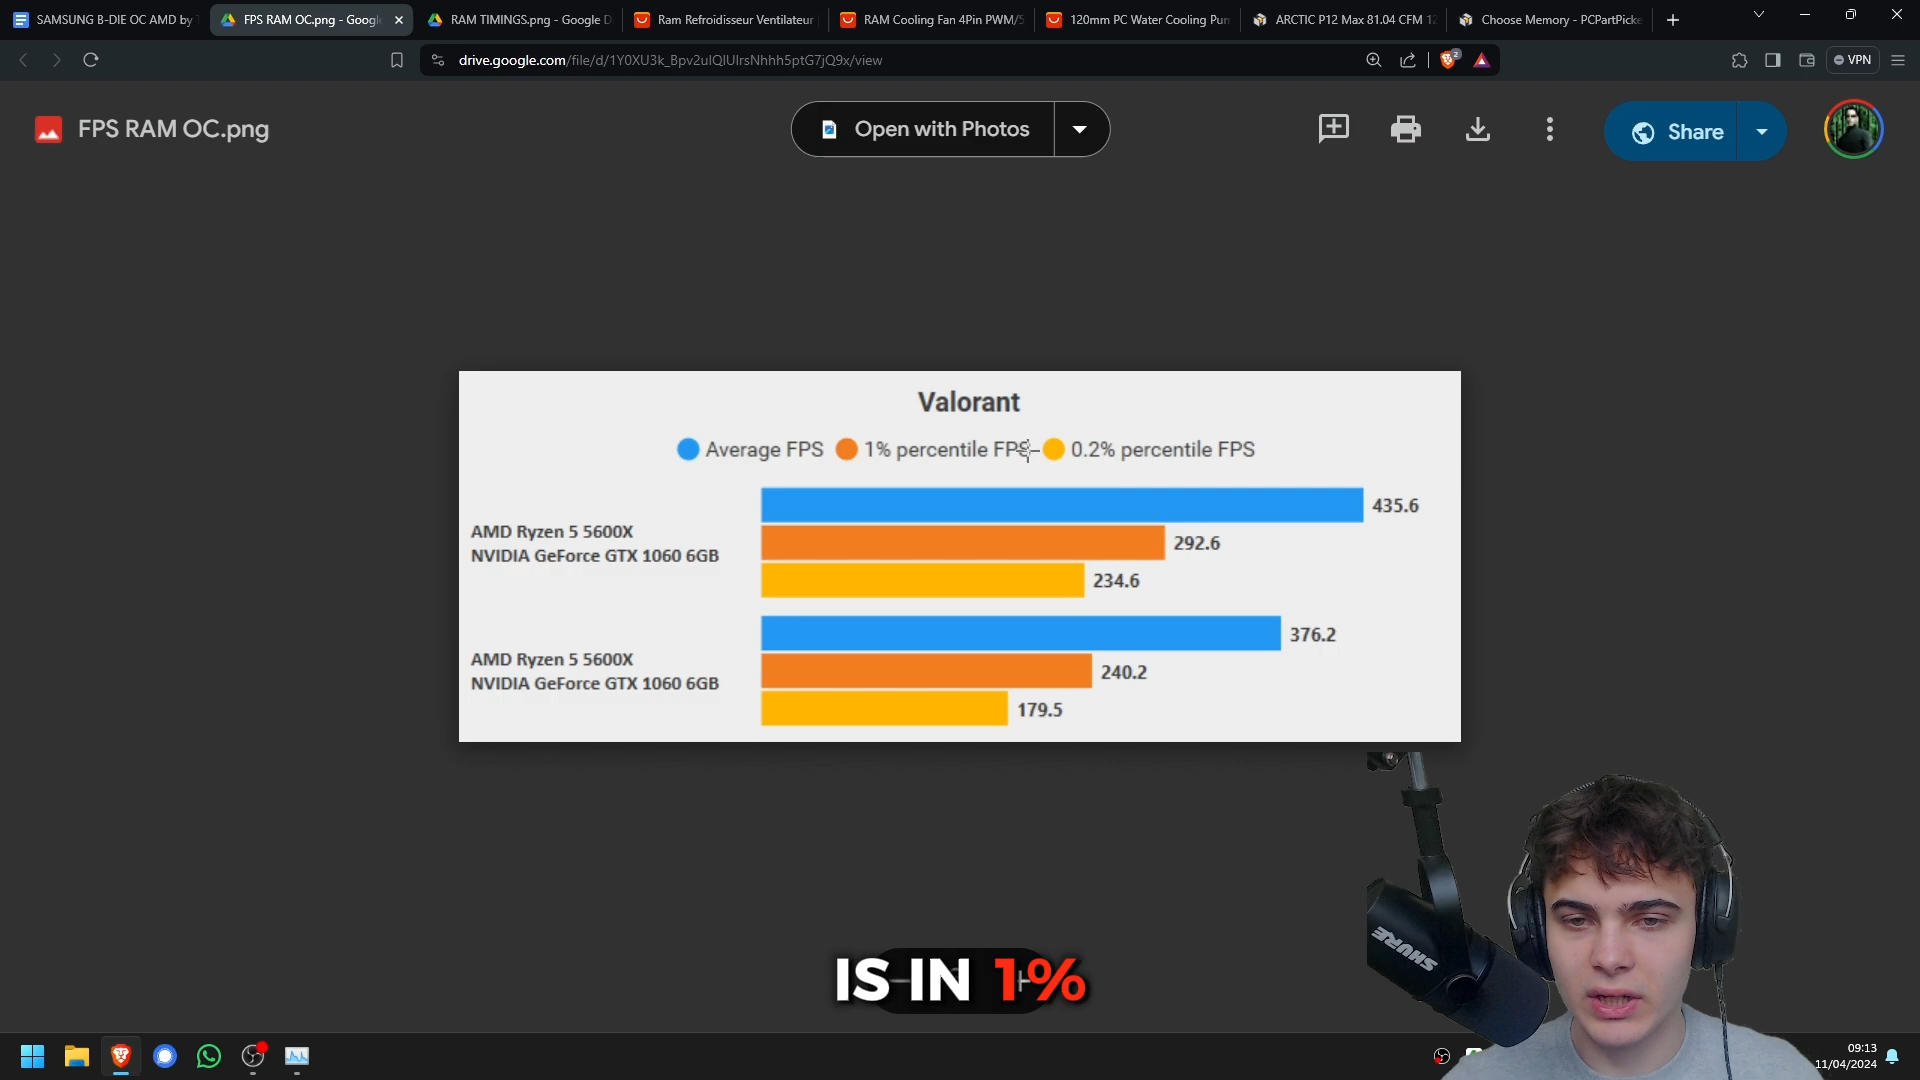 SAMSUNG B-DIE OC AMD by
FPS RAM OC.png - Googl
RAM TIMINGS.png - Google D
Ram Refroidisseur Ventilateur
RAM Cooling Fan 4Pin PWM/5
120mm PC Water Cooling Pum
ARCTIC P12 Max 81.04 CFM 12
Choose Memory - PCPartPicke
drive.google.com/file/d/1Y0XU3k_Bpv2uIQIUIrsNhhh5ptG7jQ9x/view
2
VPN
FPS RAM OC.png
Open with Photos
Share
Valorant
Average FPS 1% percentile FPS 0.2% percentile FPS
AMD Ryzen 5 5600X
NVIDIA GeForce GTX 1060 6GB
435.6
292.6
234.6
AMD Ryzen 5 5600X
NVIDIA GeForce GTX 1060 6GB
376.2
240.2
179.5
SHURE
IS IN 1%
09:13
11/04/2024